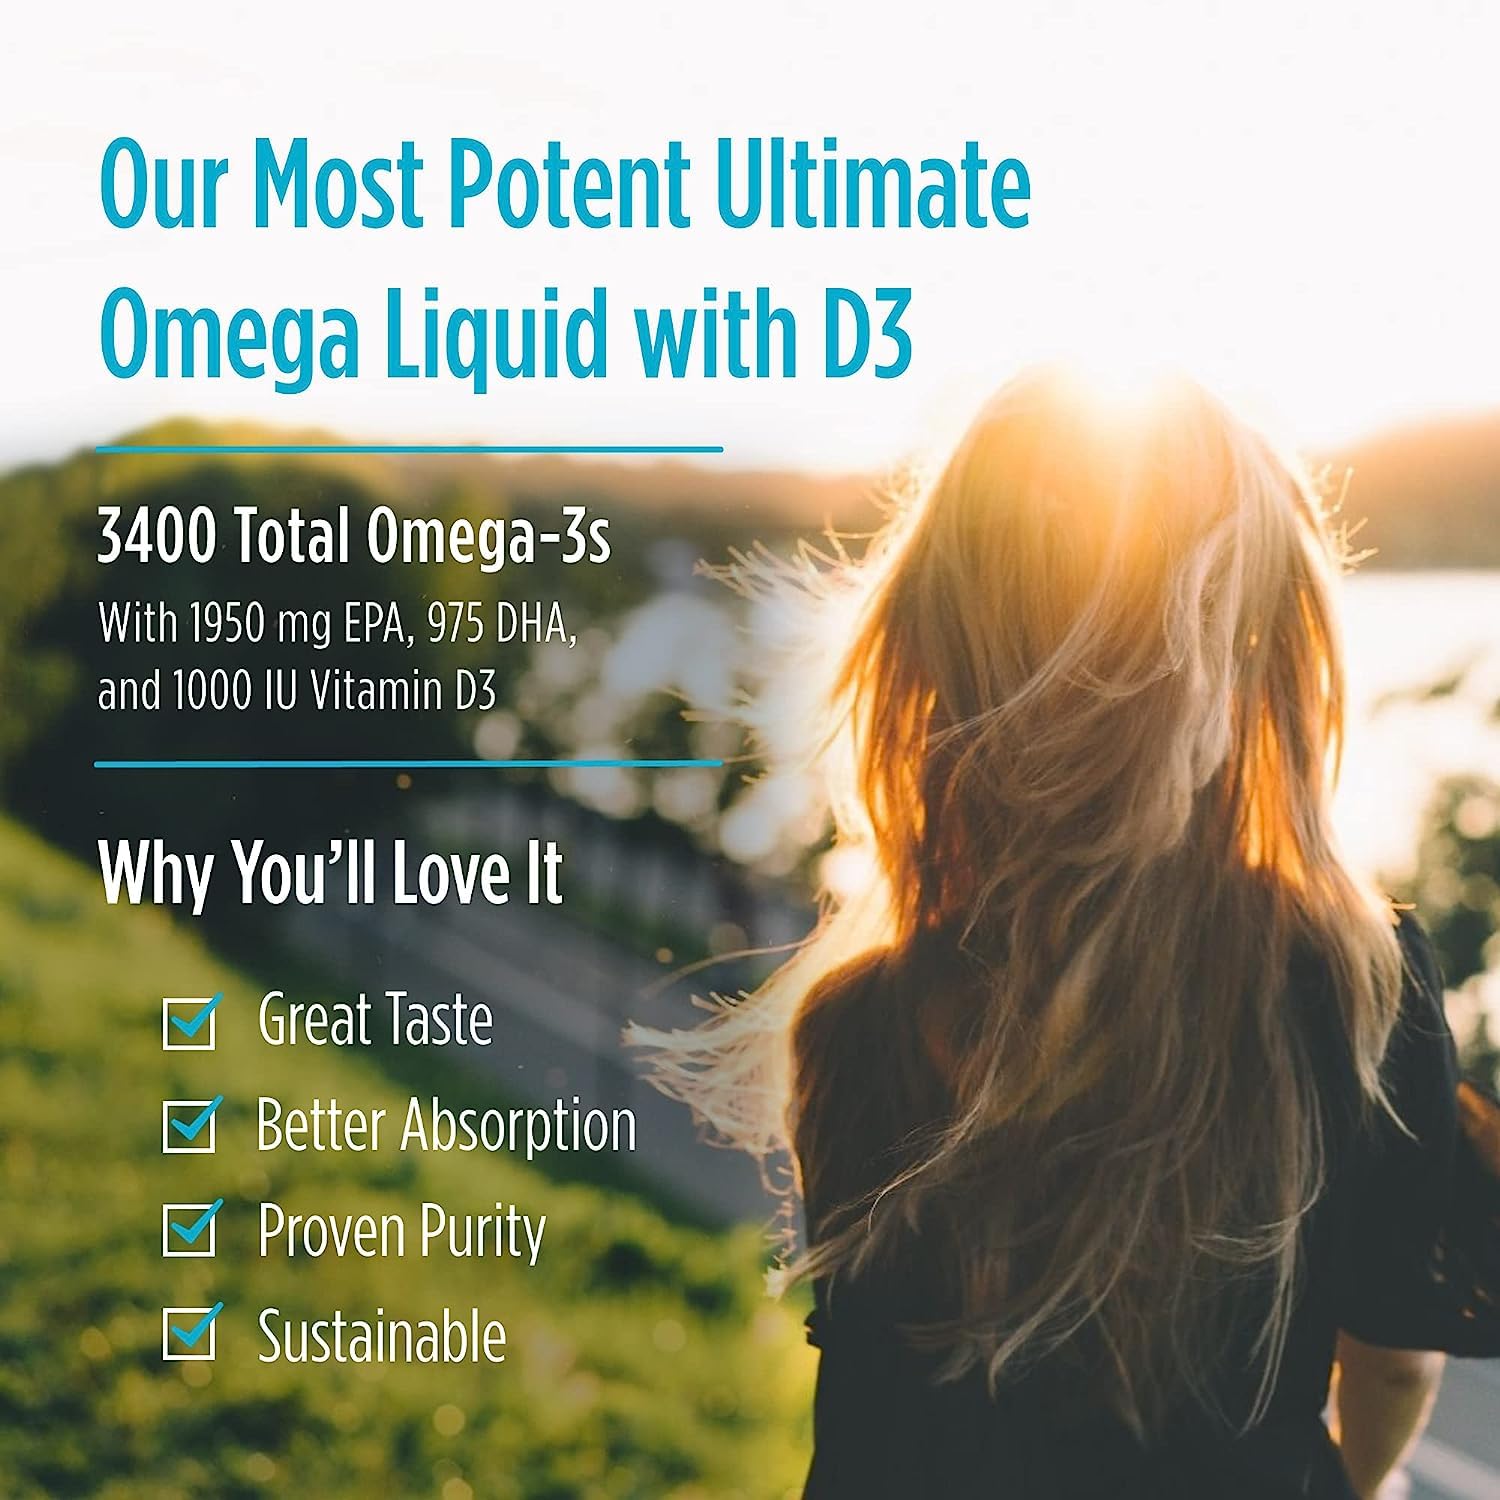 Our Most Potent Ultimate
Omega Liquid with D3
3400 Total Omega-3s
With 1950 mg EPA, 975 DHA,
and 1000 IU Vitamin D3
Why You'll Love It
Great Taste
Better Absorption
Proven Purity
Sustainable